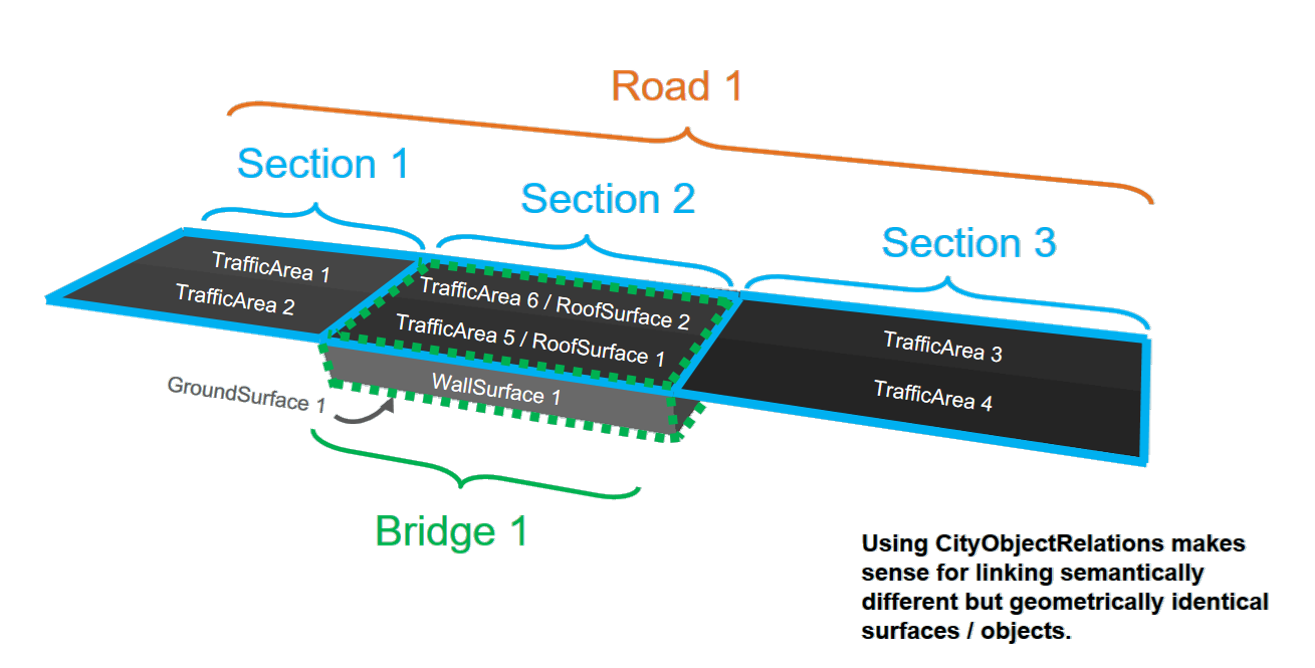 Road 1
Section 1
Section 2
Section 3
TrafficArea 1
TrafficArea 2
TrafficArea 6 / RoofSurface 2
TrafficArea 5 / RoofSurface 1
TrafficArea 3
TrafficArea 4
WallSurface 1
GroundSurface 1
Bridge 1
Using CityObjectRelations makes
sense for linking semantically
different but geometrically identical
surfaces / objects.